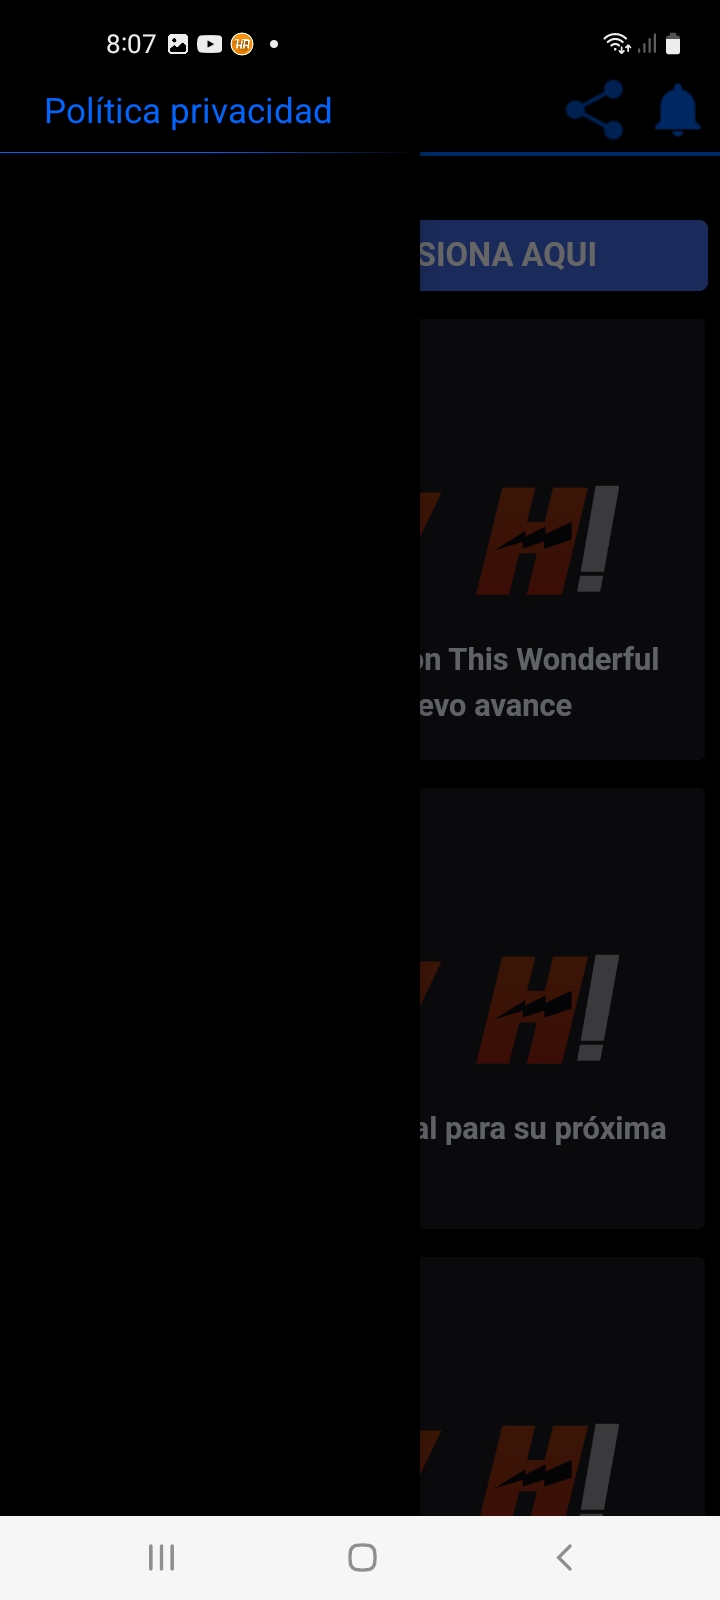 8:07
Política privacidad
SIONA AQUI
H!
on This Wonderful
evo avance
H!
al para su próxima
H!